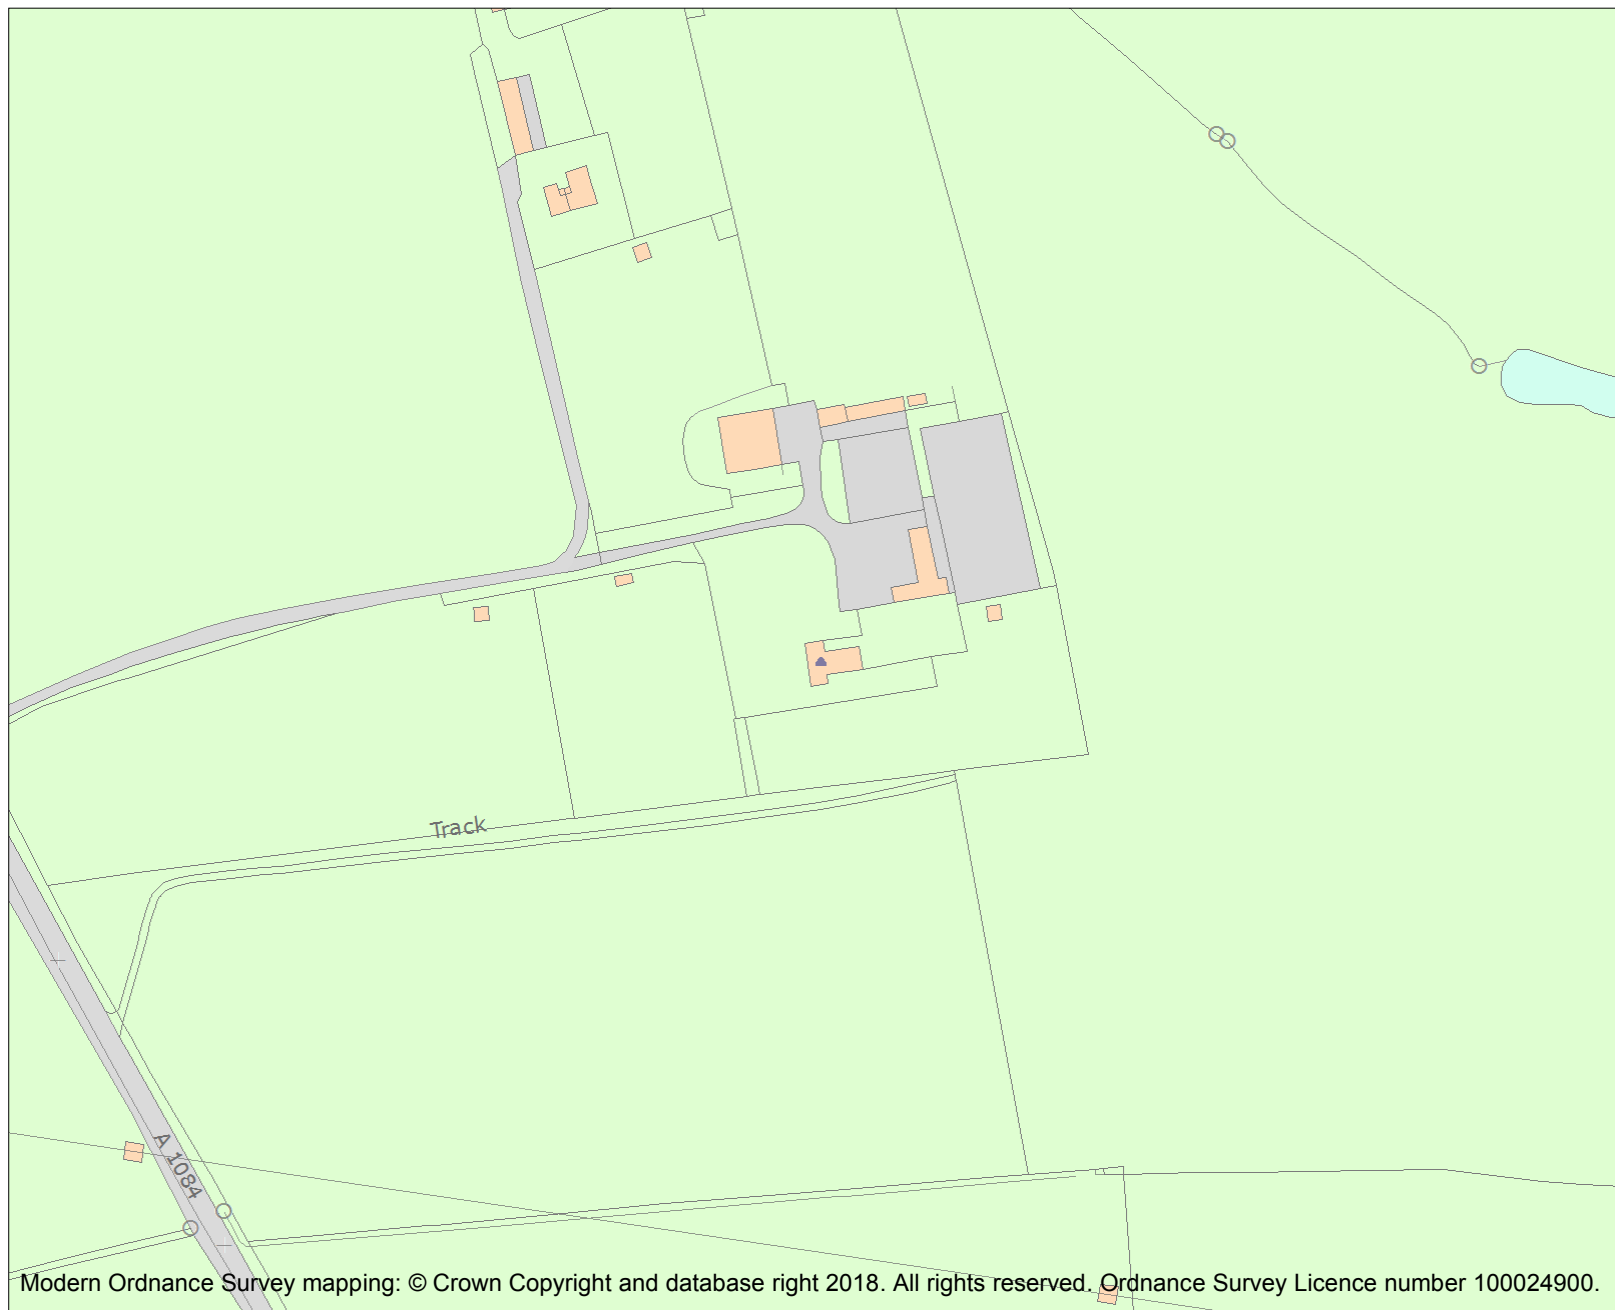 Track
A 1084
Modern Ordnance Survey mapping: © Crown Copyright and database right 2018. All rights reserved. Ordnance Survey Licence number 100024900.